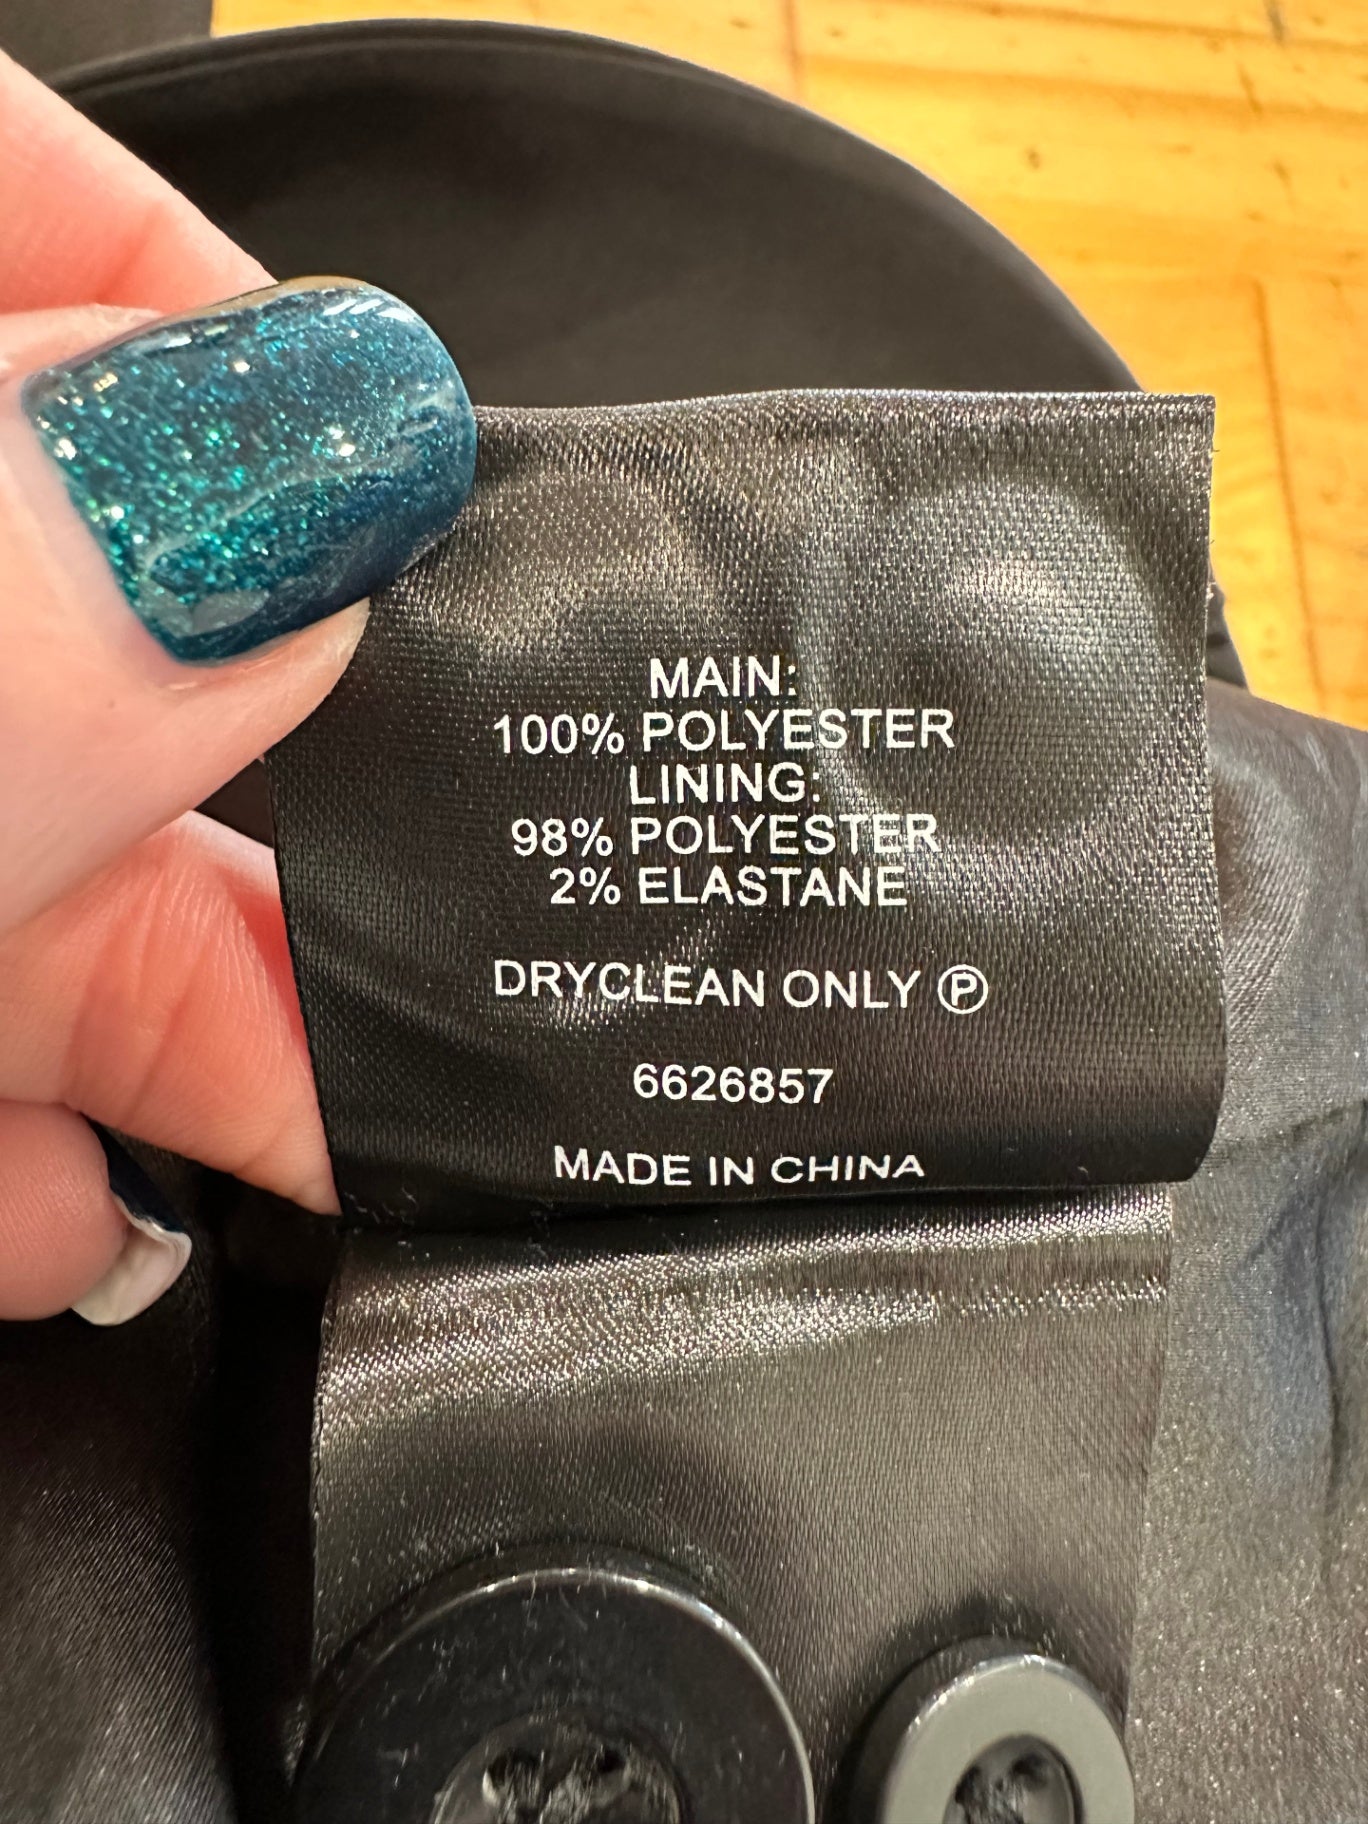 MAIN:
100% POLYESTER
LINING:
98% POLYESTER
2% ELASTANE
DRYCLEAN ONLY Ⓟ
6626857
MADE IN CHINA